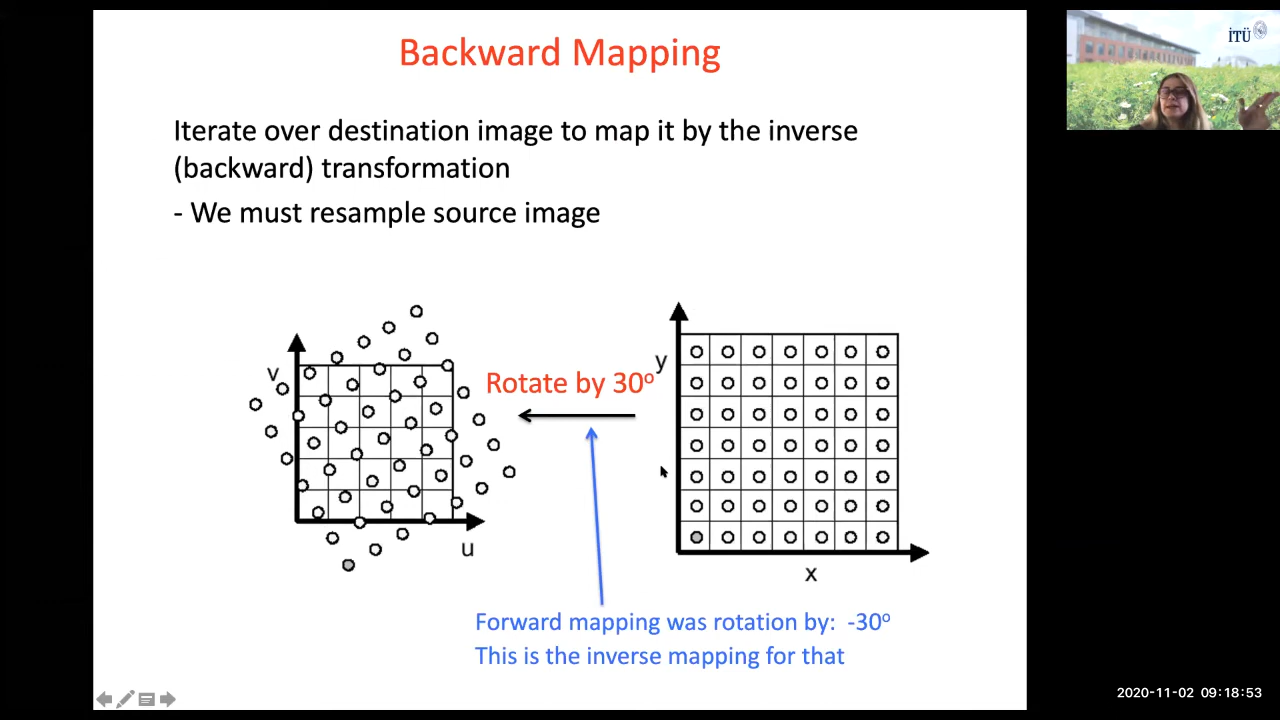 Backward Mapping
İTÜ
Iterate over destination image to map it by the inverse
(backward) transformation
- We must resample source image
v
u
Rotate by 30º
y
x
Forward mapping was rotation by: -30º
This is the inverse mapping for that
2020-11-02 09:18:53